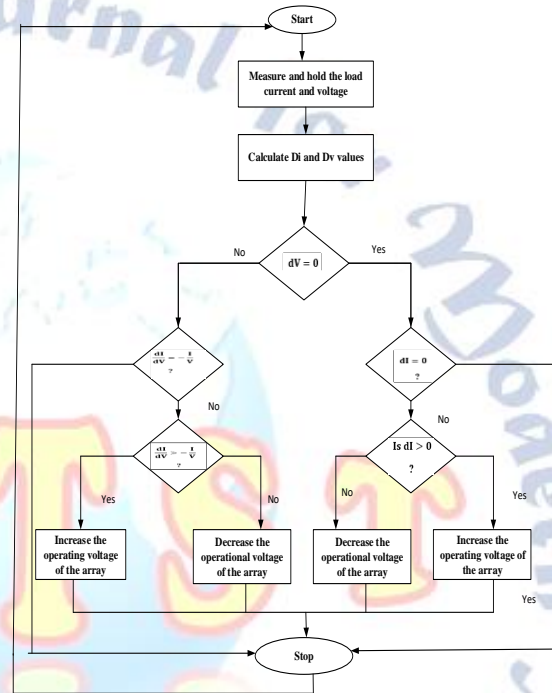 Start
Measure and hold the load
current and voltage
Calculate Di and Dv values
dV = 0
No
Yes
dI/dV = - I/V
?
dI = 0
?
No
No
dI/dV > - I/V
?
Is dI > 0
?
Yes
No
No
Yes
Increase the
operating voltage
of the array
Decrease the
operational voltage
of the array
Decrease the
operational voltage
of the array
Increase the
operating voltage of
the array
Yes
Stop